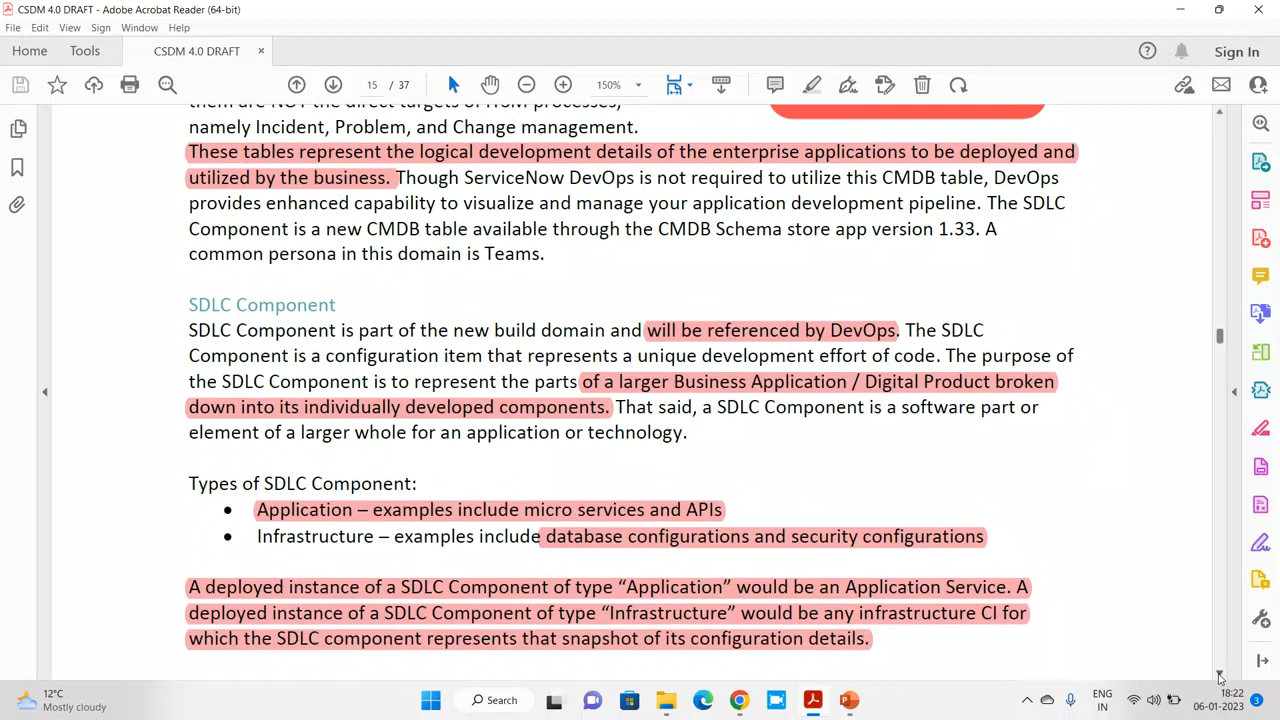 CSDM 4.0 DRAFT - Adobe Acrobat Reader (64-bit)
File Edit View Sign Window Help
Home Tools CSDM 4.0 DRAFT × Sign In
15 / 37 150%
them are NOT the direct targets of ITSM processes,
namely Incident, Problem, and Change management.
These tables represent the logical development details of the enterprise applications to be deployed and
utilized by the business. Though ServiceNow DevOps is not required to utilize this CMDB table, DevOps
provides enhanced capability to visualize and manage your application development pipeline. The SDLC
Component is a new CMDB table available through the CMDB Schema store app version 1.33. A
common persona in this domain is Teams.
SDLC Component
SDLC Component is part of the new build domain and will be referenced by DevOps. The SDLC
Component is a configuration item that represents a unique development effort of code. The purpose of
the SDLC Component is to represent the parts of a larger Business Application / Digital Product broken
down into its individually developed components. That said, a SDLC Component is a software part or
element of a larger whole for an application or technology.
Types of SDLC Component:
• Application – examples include micro services and APIs
• Infrastructure – examples include database configurations and security configurations
A deployed instance of a SDLC Component of type “Application” would be an Application Service. A
deployed instance of a SDLC Component of type “Infrastructure” would be any infrastructure CI for
which the SDLC component represents that snapshot of its configuration details.
12°C
Mostly cloudy
Search
ENG
IN
18:22
06-01-2023
3